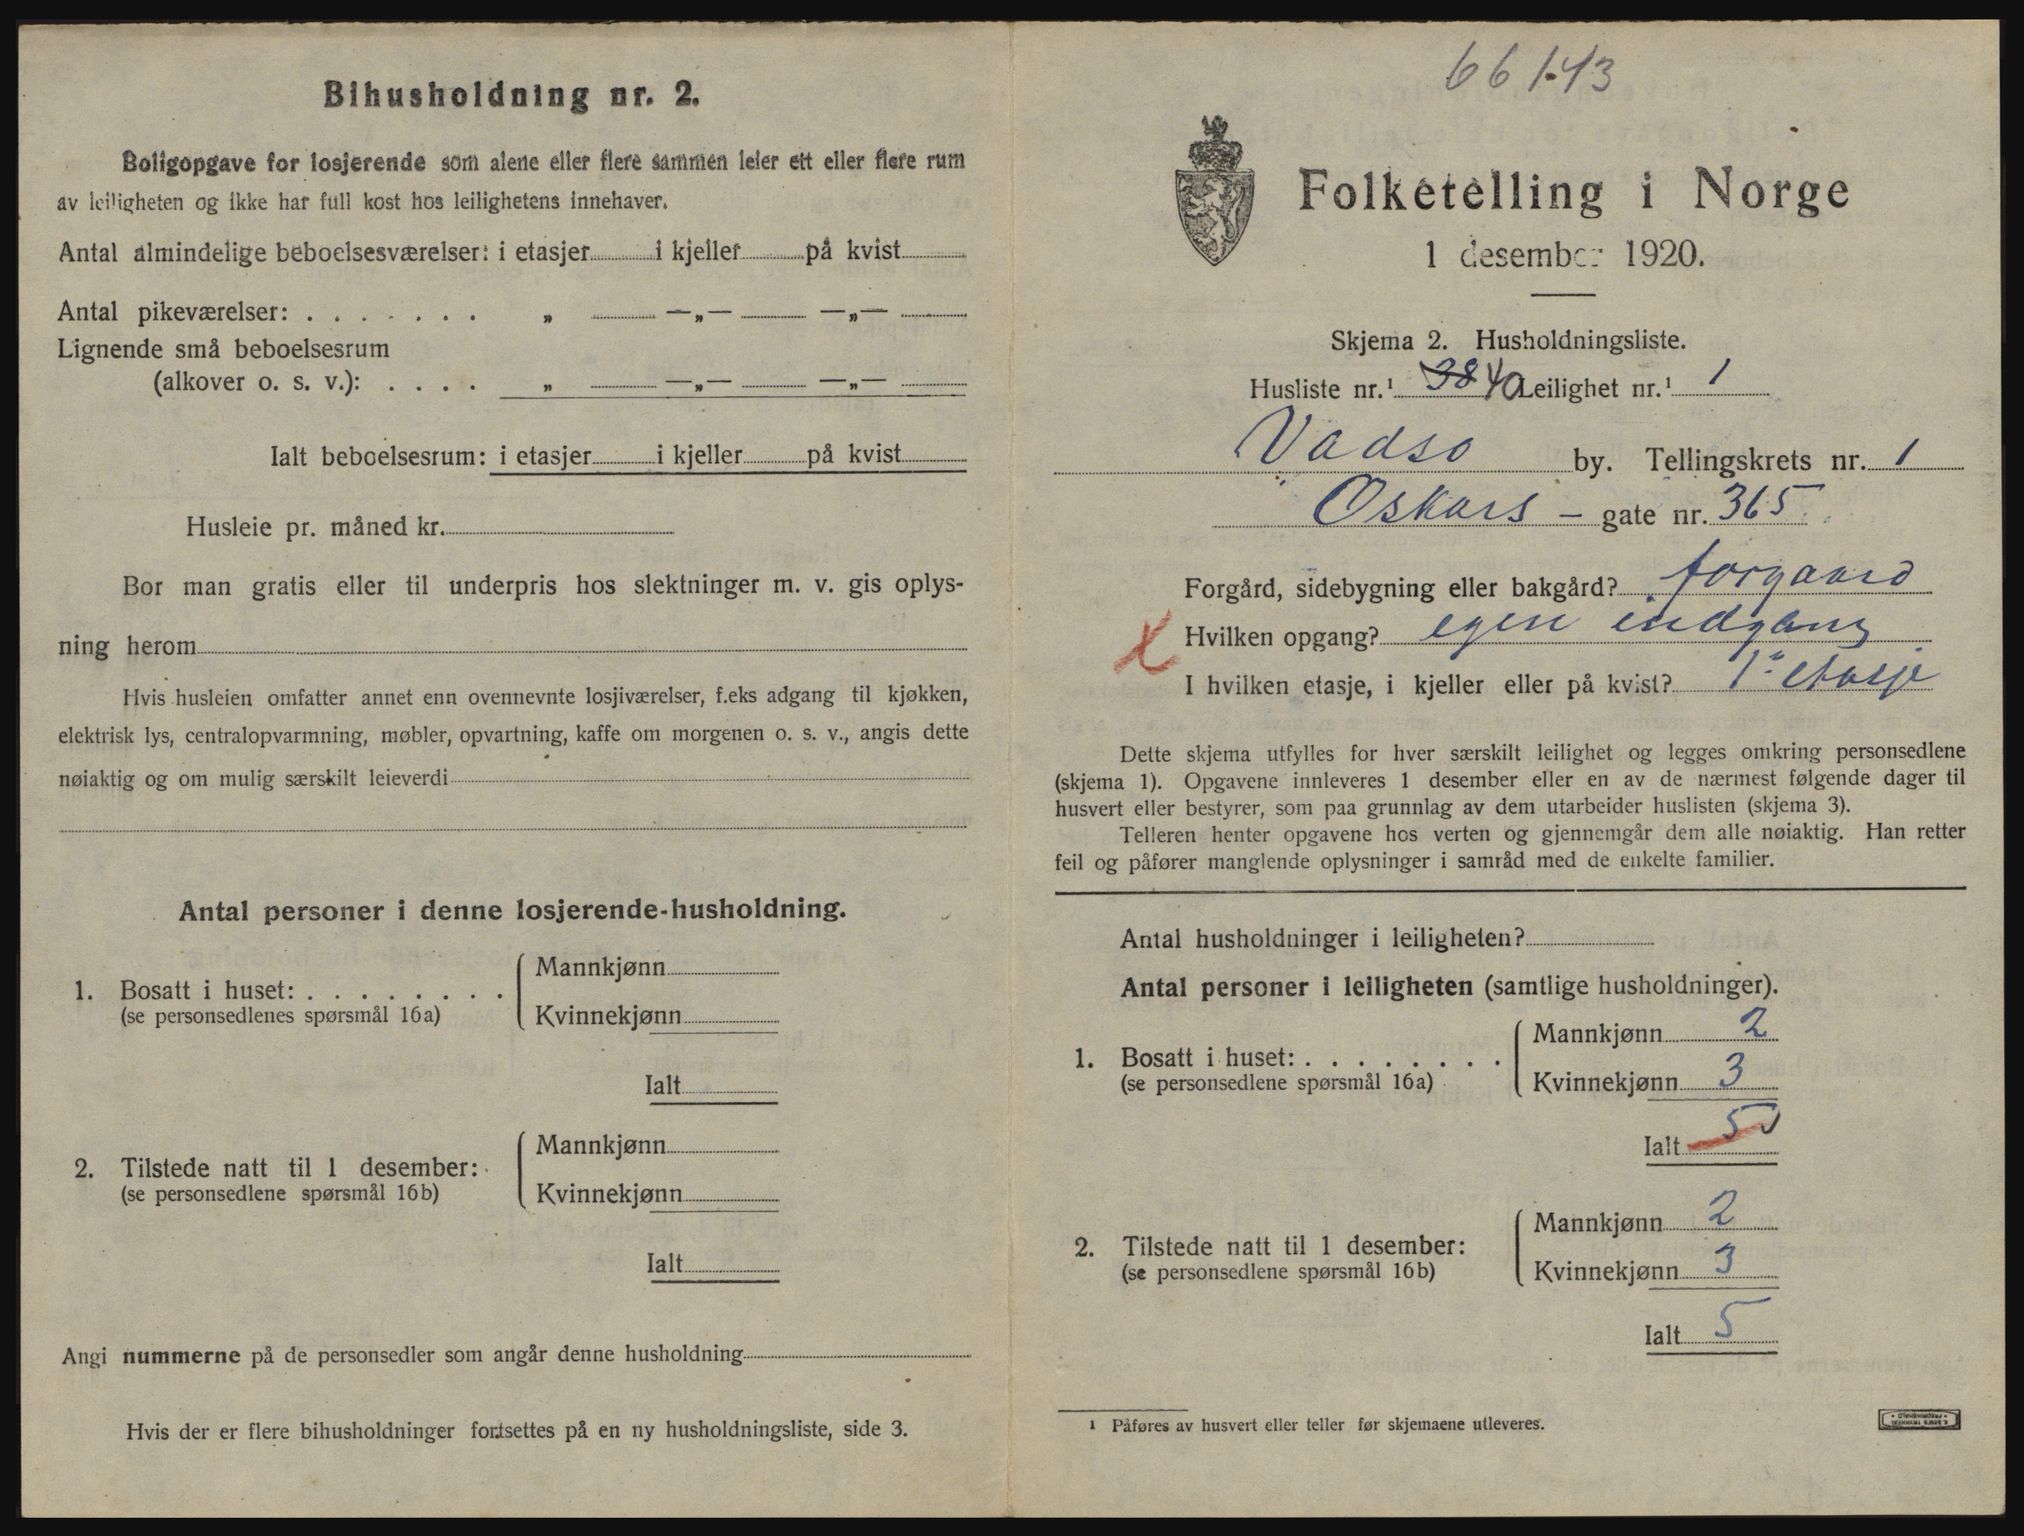 Bihusholdning nr. 2.
Boligopgave for losjerende som alene eller flere sammen leier ett eller flere rum
av leiligheten og ikke har full kost hos leilighetens innehaver.
Antal almindelige beboelsesværelser: i etasjer i kjeller på kvist
Antal pikeværelser: . . . . . . . „ —„— —„—
Lignende små beboelsesrum
(alkover o. s. v.): . . . . „ —„— —„—
Ialt beboelsesrum: i etasjer i kjeller på kvist
Husleie pr. måned kr.
Bor man gratis eller til underpris hos slektninger m. v. gis oplys-
ning herom
Hvis husleien omfatter annet enn ovennevnte losjiværelser, f.eks adgang til kjøkken,
elektrisk lys, centralopvarmning, møbler, opvartning, kaffe om morgenen o. s. v., angis dette
nøiaktig og om mulig særskilt leieverdi
Antal personer i denne losjerende-husholdning.
1. Bosatt i huset: . . . . . . . . Mannkjønn
(se personsedlenes spørsmål 16a) Kvinnekjønn
Ialt
2. Tilstede natt til 1 desember: Mannkjønn
(se personsedlene spørsmål 16b) Kvinnekjønn
Ialt
Angi nummerne på de personsedler som angår denne husholdning
Hvis der er flere bihusholdninger fortsettes på en ny husholdningsliste, side 3.
66143
Folketelling i Norge
1 desember 1920.
Skjema 2. Husholdningsliste.
Husliste nr.¹ 38 40 Leilighet nr.¹ 1
Vadsø by. Tellingskrets nr. 1
Oskars - gate nr. 365
Forgård, sidebygning eller bakgård? forgaard
X Hvilken opgang? egen indgang
I hvilken etasje, i kjeller eller på kvist? 1ª etasje
Dette skjema utfylles for hver særskilt leilighet og legges omkring personsedlene
(skjema 1). Opgavene innleveres 1 desember eller en av de nærmest følgende dager til
husvert eller bestyrer, som paa grunnlag av dem utarbeider huslisten (skjema 3).
Telleren henter opgavene hos verten og gjennemgår dem alle nøiaktig. Han retter
feil og påfører manglende oplysninger i samråd med de enkelte familier.
Antal husholdninger i leiligheten?
Antal personer i leiligheten (samtlige husholdninger).
1. Bosatt i huset: . . . . . . . . Mannkjønn 2
(se personsedlene spørsmål 16a) Kvinnekjønn 3
Ialt 5
2. Tilstede natt til 1 desember: Mannkjønn 2
(se personsedlene spørsmål 16b) Kvinnekjønn 3
Ialt 5
¹ Påføres av husvert eller teller før skjemaene utleveres.